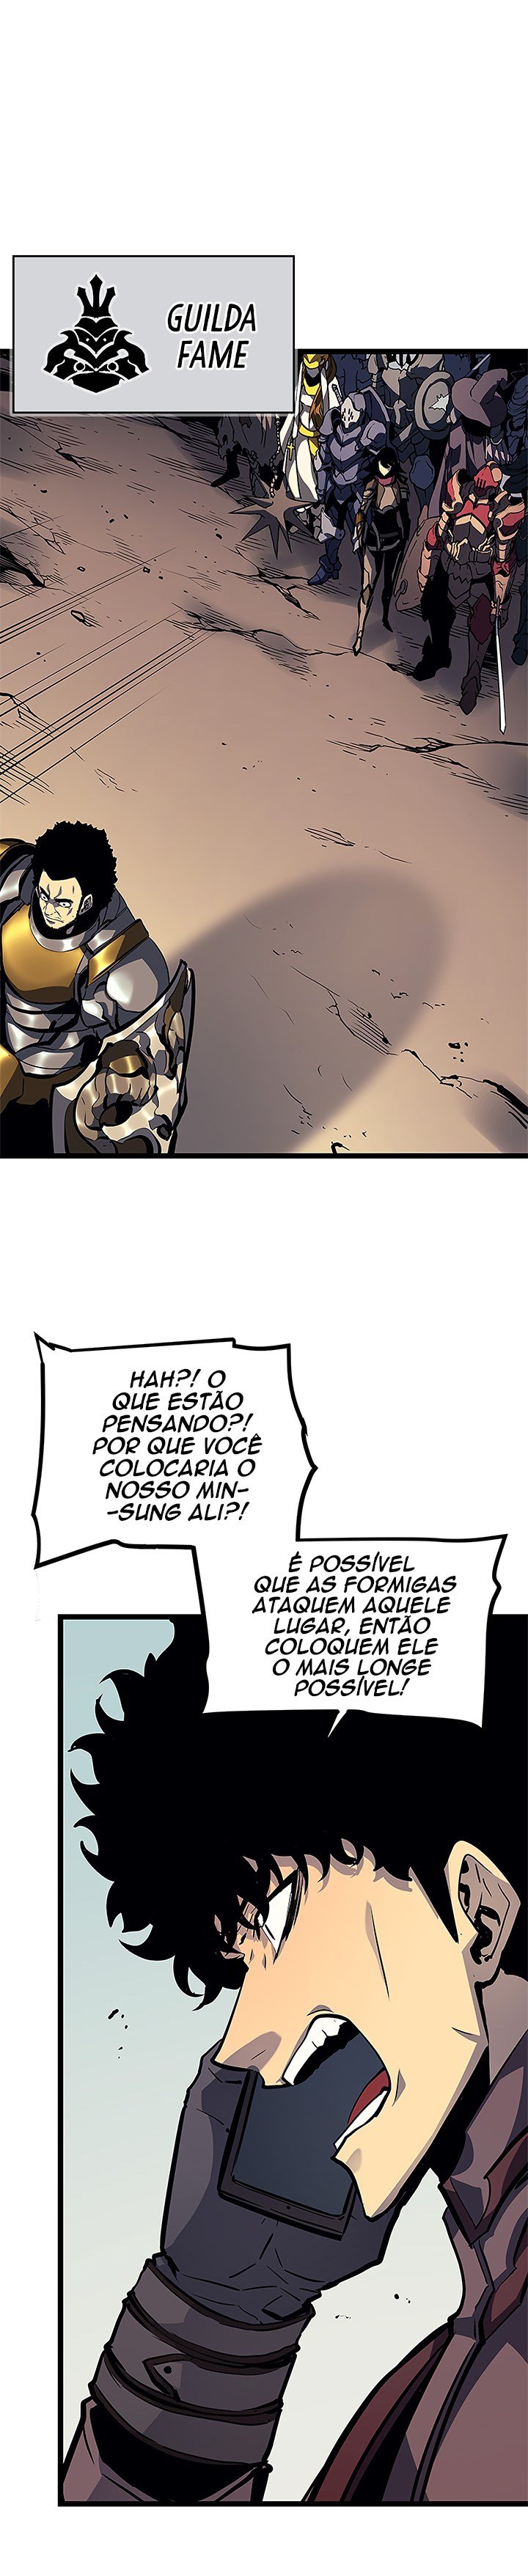 GUILDA
FAME
HAH?! O
QUE ESTÃO
PENSANDO?!
POR QUE VOCÊ
COLOCARIA O
NOSSO MIN-
-SUNG ALI?!
É POSSÍVEL
QUE AS FORMIGAS
ATAQUEM AQUELE
LUGAR, ENTÃO
COLOQUEM ELE
O MAIS LONGE
POSSÍVEL!